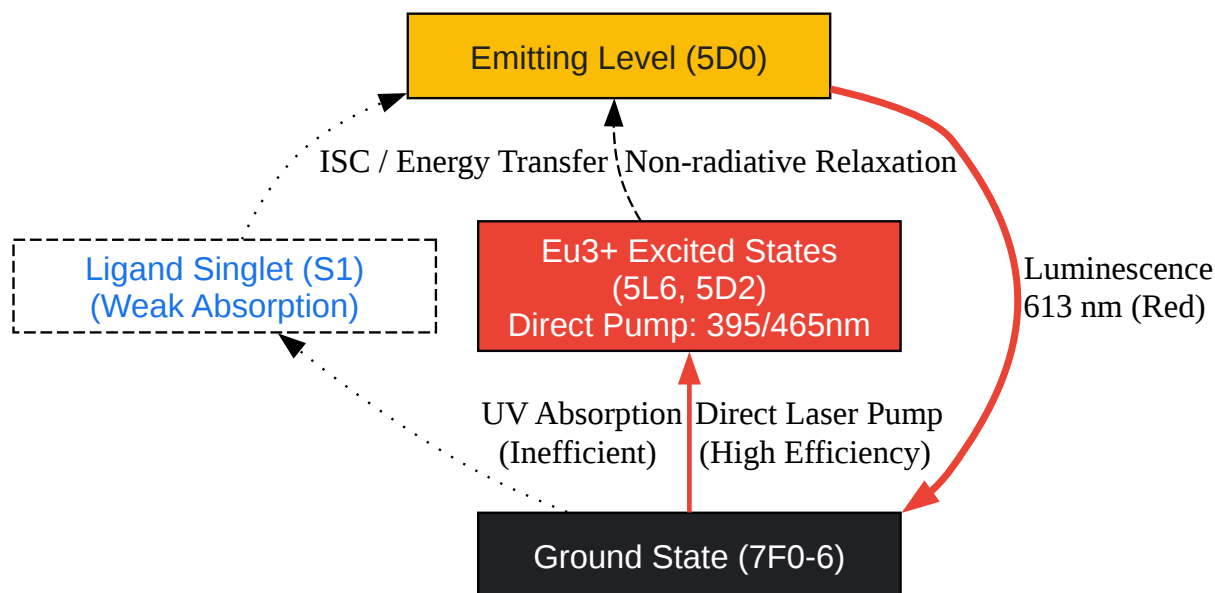 Emitting Level (5D0)
ISC / Energy Transfer
Non-radiative Relaxation
Ligand Singlet (S1)
(Weak Absorption)
Eu3+ Excited States
(5L6, 5D2)
Direct Pump: 395/465nm
Luminescence
613 nm (Red)
UV Absorption
(Inefficient)
Direct Laser Pump
(High Efficiency)
Ground State (7F0-6)